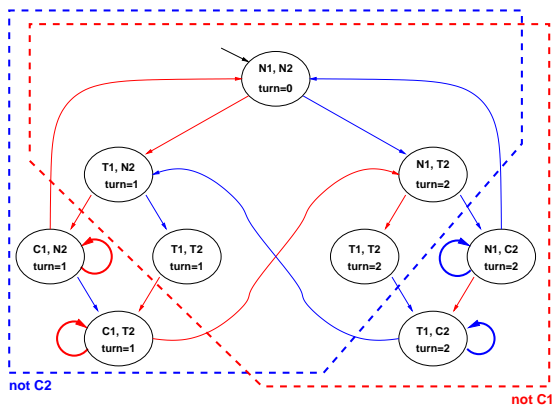 N1, N2
turn=0
T1, N2
turn=1
N1, T2
turn=2
C1, N2
turn=1
T1, T2
turn=1
T1, T2
turn=2
N1, C2
turn=2
C1, T2
turn=1
T1, C2
turn=2
not C2
not C1